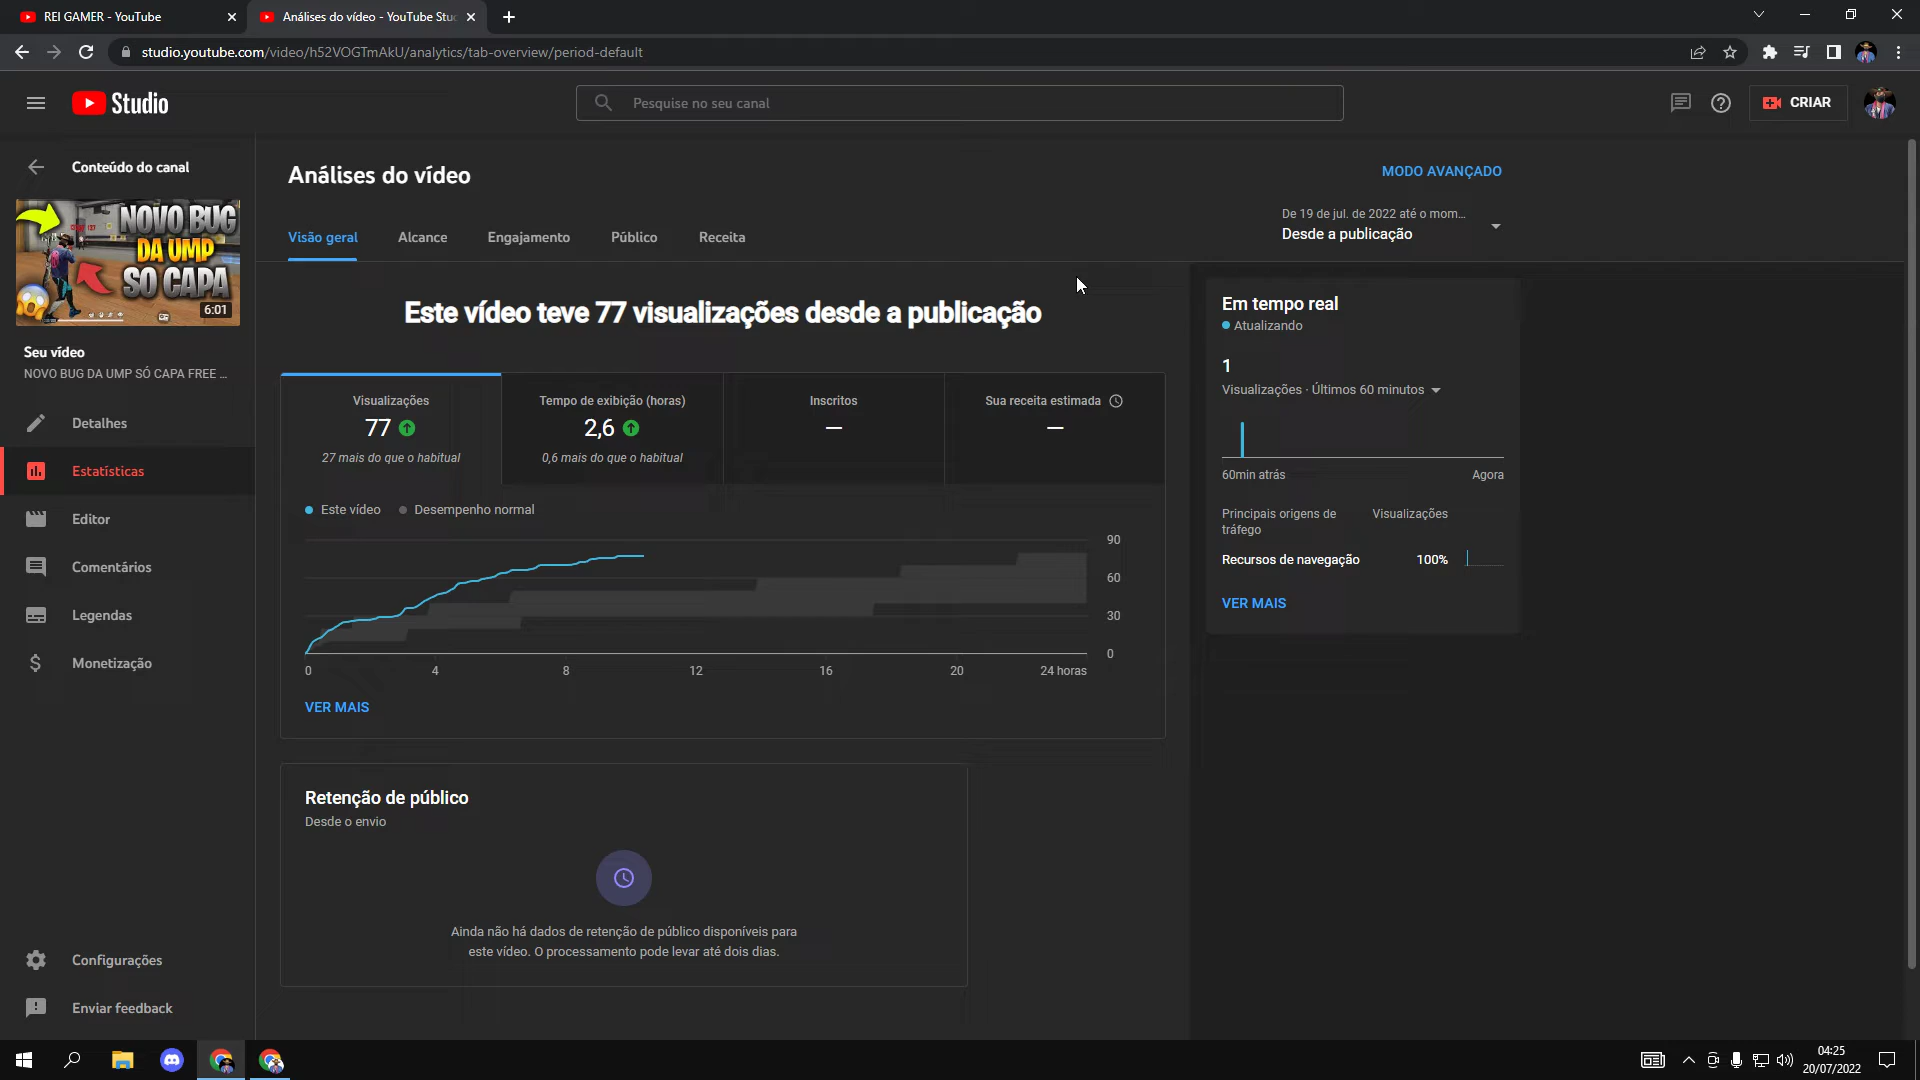 REI GAMER - YouTube
Análises do vídeo - YouTube Stu
studio.youtube.com/video/h52VOGTmAkU/analytics/tab-overview/period-default
Studio
Pesquise no seu canal
CRIAR
Conteúdo do canal
NOVO BUG
DA UMP
SO CAPA
6:01
Seu vídeo
NOVO BUG DA UMP SÓ CAPA FREE ...
Detalhes
Estatísticas
Editor
Comentários
Legendas
Monetização
Configurações
Enviar feedback
Análises do vídeo
MODO AVANÇADO
Visão geral
Alcance
Engajamento
Público
Receita
De 19 de jul. de 2022 até o mom...
Desde a publicação
Este vídeo teve 77 visualizações desde a publicação
Visualizações
77
27 mais do que o habitual
Tempo de exibição (horas)
2,6
0,6 mais do que o habitual
Inscritos
—
Sua receita estimada
—
Este vídeo
Desempenho normal
90
60
30
0
0 4 8 12 16 20 24 horas
VER MAIS
Retenção de público
Desde o envio
Ainda não há dados de retenção de público disponíveis para
este vídeo. O processamento pode levar até dois dias.
Em tempo real
Atualizando
1
Visualizações · Últimos 60 minutos
60min atrás
Agora
Principais origens de
tráfego
Visualizações
Recursos de navegação 100%
VER MAIS
04:25
20/07/2022